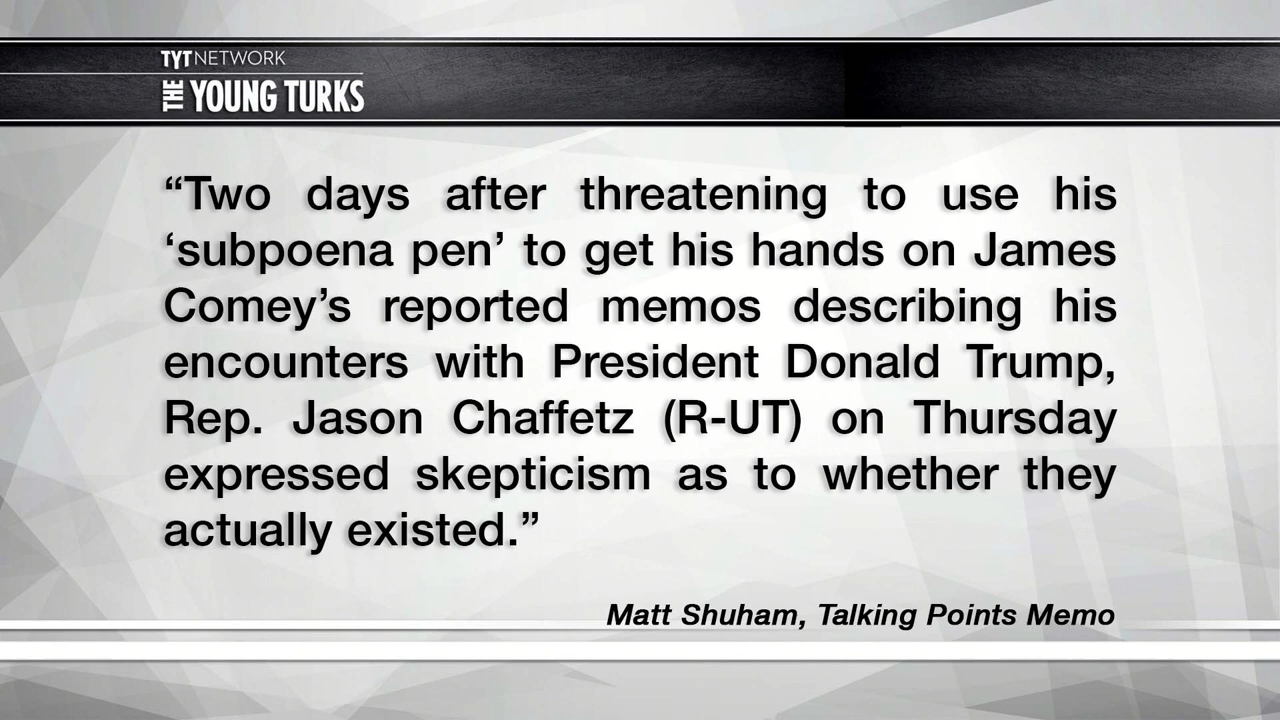 TYT NETWORK
THE YOUNG TURKS
“Two days after threatening to use his
‘subpoena pen’ to get his hands on James
Comey’s reported memos describing his
encounters with President Donald Trump,
Rep. Jason Chaffetz (R-UT) on Thursday
expressed skepticism as to whether they
actually existed.”
Matt Shuham, Talking Points Memo